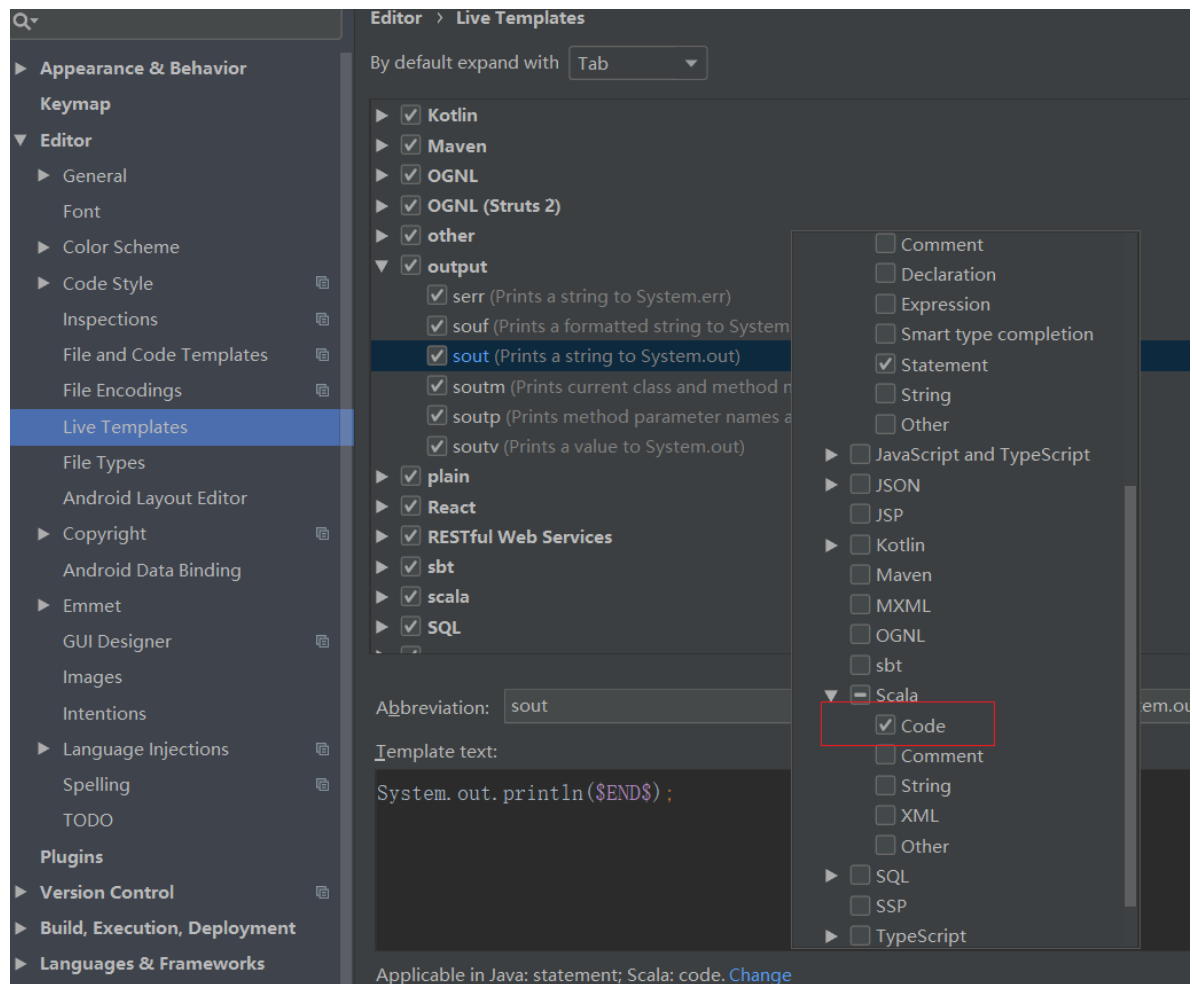 Appearance & Behavior
Keymap
Editor
General
Font
Color Scheme
Code Style
Inspections
File and Code Templates
File Encodings
Live Templates
File Types
Android Layout Editor
Copyright
Android Data Binding
Emmet
GUI Designer
Images
Intentions
Language Injections
Spelling
TODO
Plugins
Version Control
Build, Execution, Deployment
Languages & Frameworks
Editor > Live Templates
By default expand with Tab
Kotlin
Maven
OGNL
OGNL (Struts 2)
other
output
serr (Prints a string to System.err)
souf (Prints a formatted string to System
sout (Prints a string to System.out)
soutm (Prints current class and method
soutp (Prints method parameter names
soutv (Prints a value to System.out)
plain
React
RESTful Web Services
sbt
scala
SQL
Abbreviation: sout
Template text:
System.out.println($END$);
Applicable in Java: statement; Scala: code. Change
Comment
Declaration
Expression
Smart type completion
Statement
String
Other
JavaScript and TypeScript
JSON
JSP
Kotlin
Maven
MXML
OGNL
sbt
Scala
Code
Comment
String
XML
Other
SQL
SSP
TypeScript